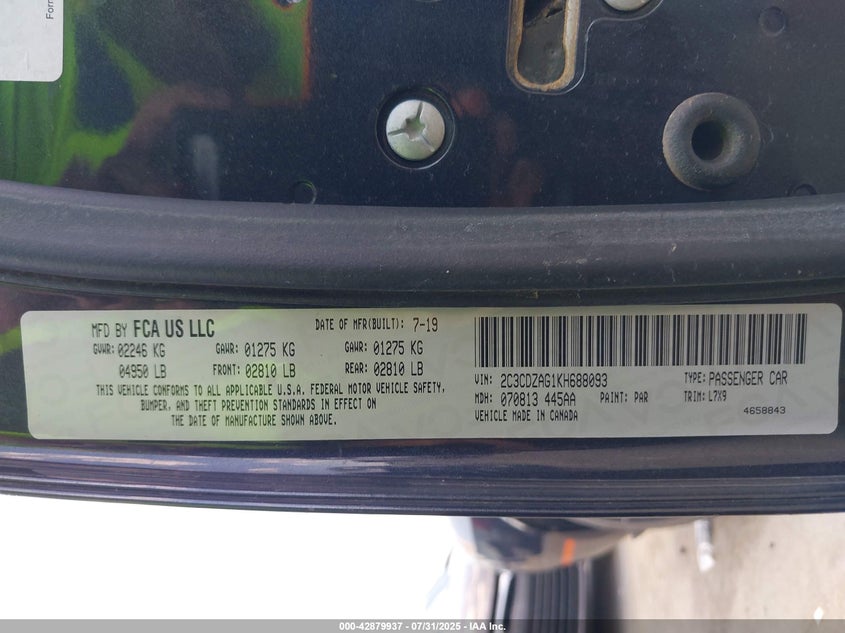 Form
MFD BY FCA US LLC
DATE OF MFR(BUILT): 7-19
GVWR: 02246 KG GAWR: 01275 KG GAWR: 01275 KG
04950 LB FRONT: 02810 LB REAR: 02810 LB
THIS VEHICLE CONFORMS TO ALL APPLICABLE U.S.A. FEDERAL MOTOR VEHICLE SAFETY,
BUMPER, AND THEFT PREVENTION STANDARDS IN EFFECT ON
THE DATE OF MANUFACTURE SHOWN ABOVE.
VIN: 2C3CDZAG1KH688093 TYPE: PASSENGER CAR
MDH: 070813 445AA PAINT: PAR TRIM: L7X9
VEHICLE MADE IN CANADA 4658843
000-42879937 - 07/31/2025 - IAA Inc.